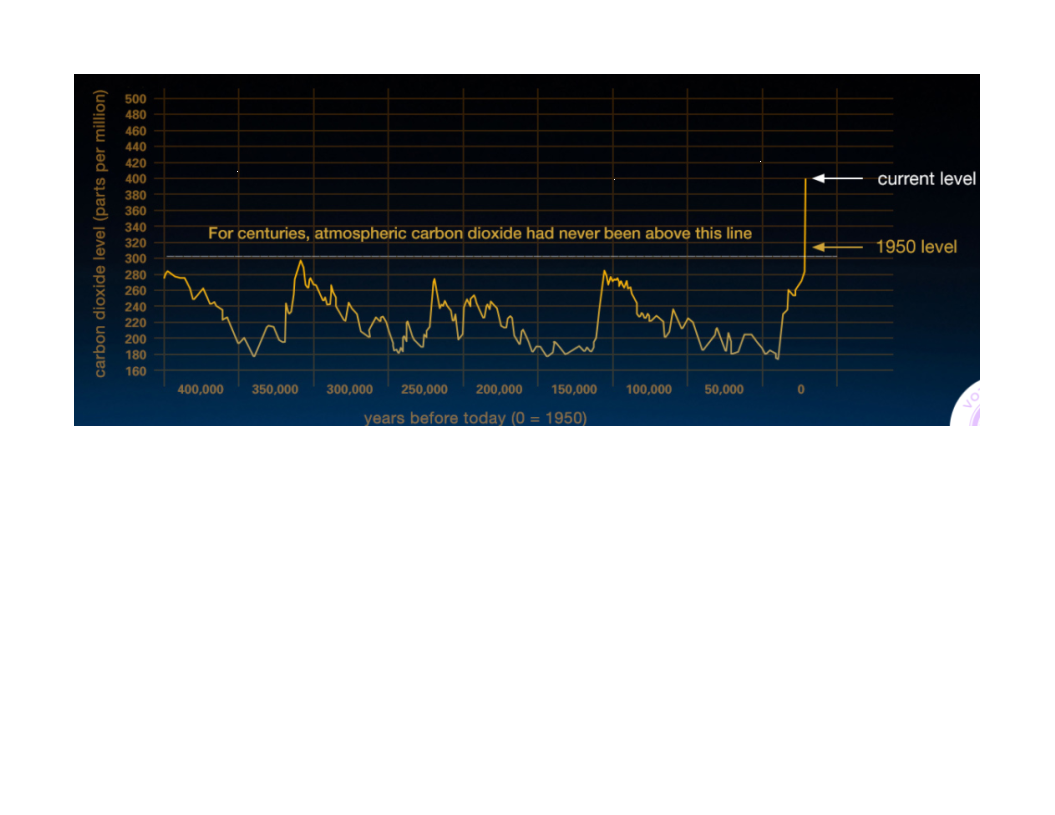 carbon dioxide level (parts per million)
500
480
460
440
420
400
380
360
340
320
300
280
260
240
220
200
180
160
current level
For centuries, atmospheric carbon dioxide had never been above this line
1950 level
400,000 350,000 300,000 250,000 200,000 150,000 100,000 50,000 0
years before today (0 = 1950)
VO